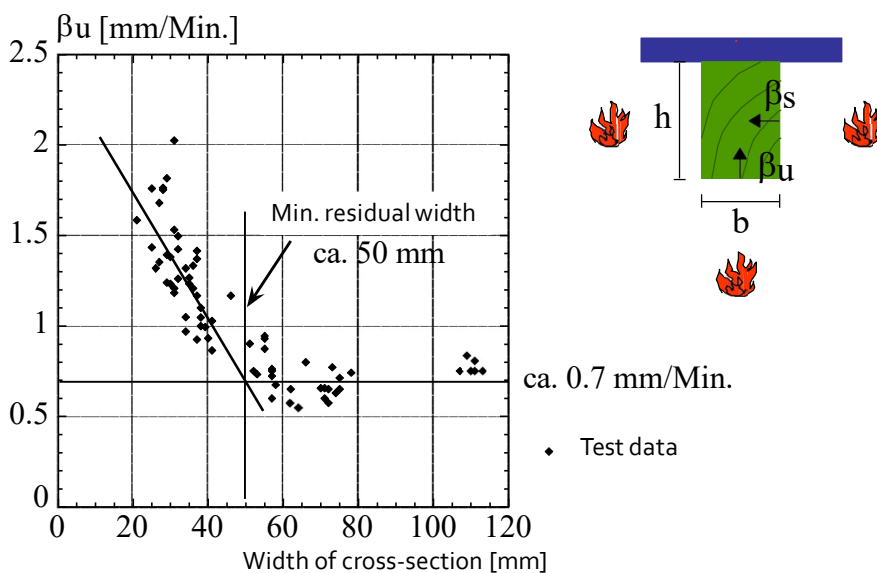 βu [mm/Min.]
2.5
2
1.5
1
0.5
0
0 20 40 60 80 100 120
Width of cross-section [mm]
Min. residual width
ca. 50 mm
ca. 0.7 mm/Min.
Test data
h
βs
βu
b